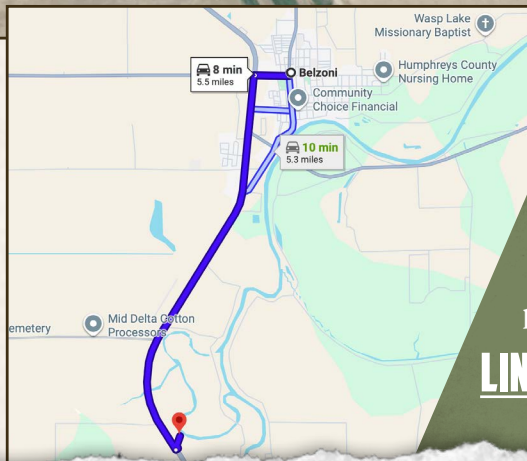 Wasp Lake
Missionary Baptist
8 min
5.5 miles
Belzoni
Humphreys County
Nursing Home
Community
Choice Financial
10 min
5.3 miles
emetery
Mid Delta Cotton
Processors
LIN